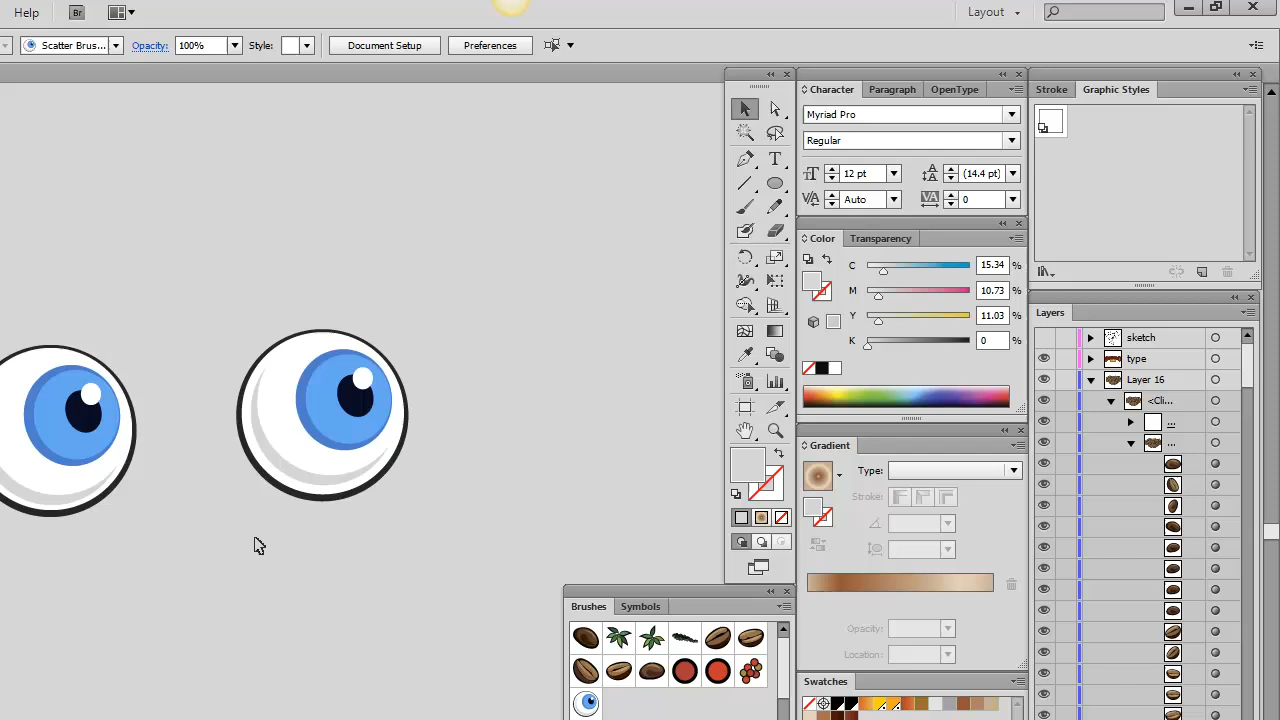 Help Br Layout
Scatter Brus... Opacity: 100% Style: Document Setup Preferences
Character Paragraph OpenType Stroke Graphic Styles
Myriad Pro
Regular
12 pt (14.4 pt)
Auto 0
Color Transparency
C 15.34 %
M 10.73 %
Y 11.03 %
K 0 %
Layers
sketch
type
Layer 16
<Cli...
...
...
Gradient
Type:
Stroke:
Opacity:
Location:
Brushes Symbols
Swatches